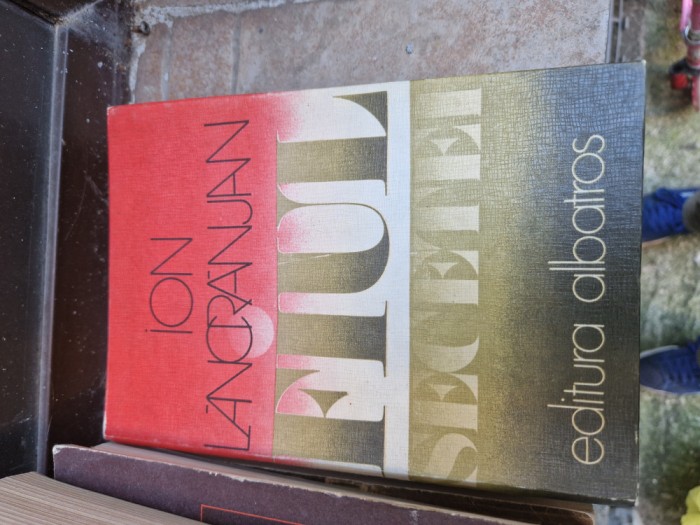 ION
LĂNCRĂNJAN
FIUL
SECETEI
editura albatros